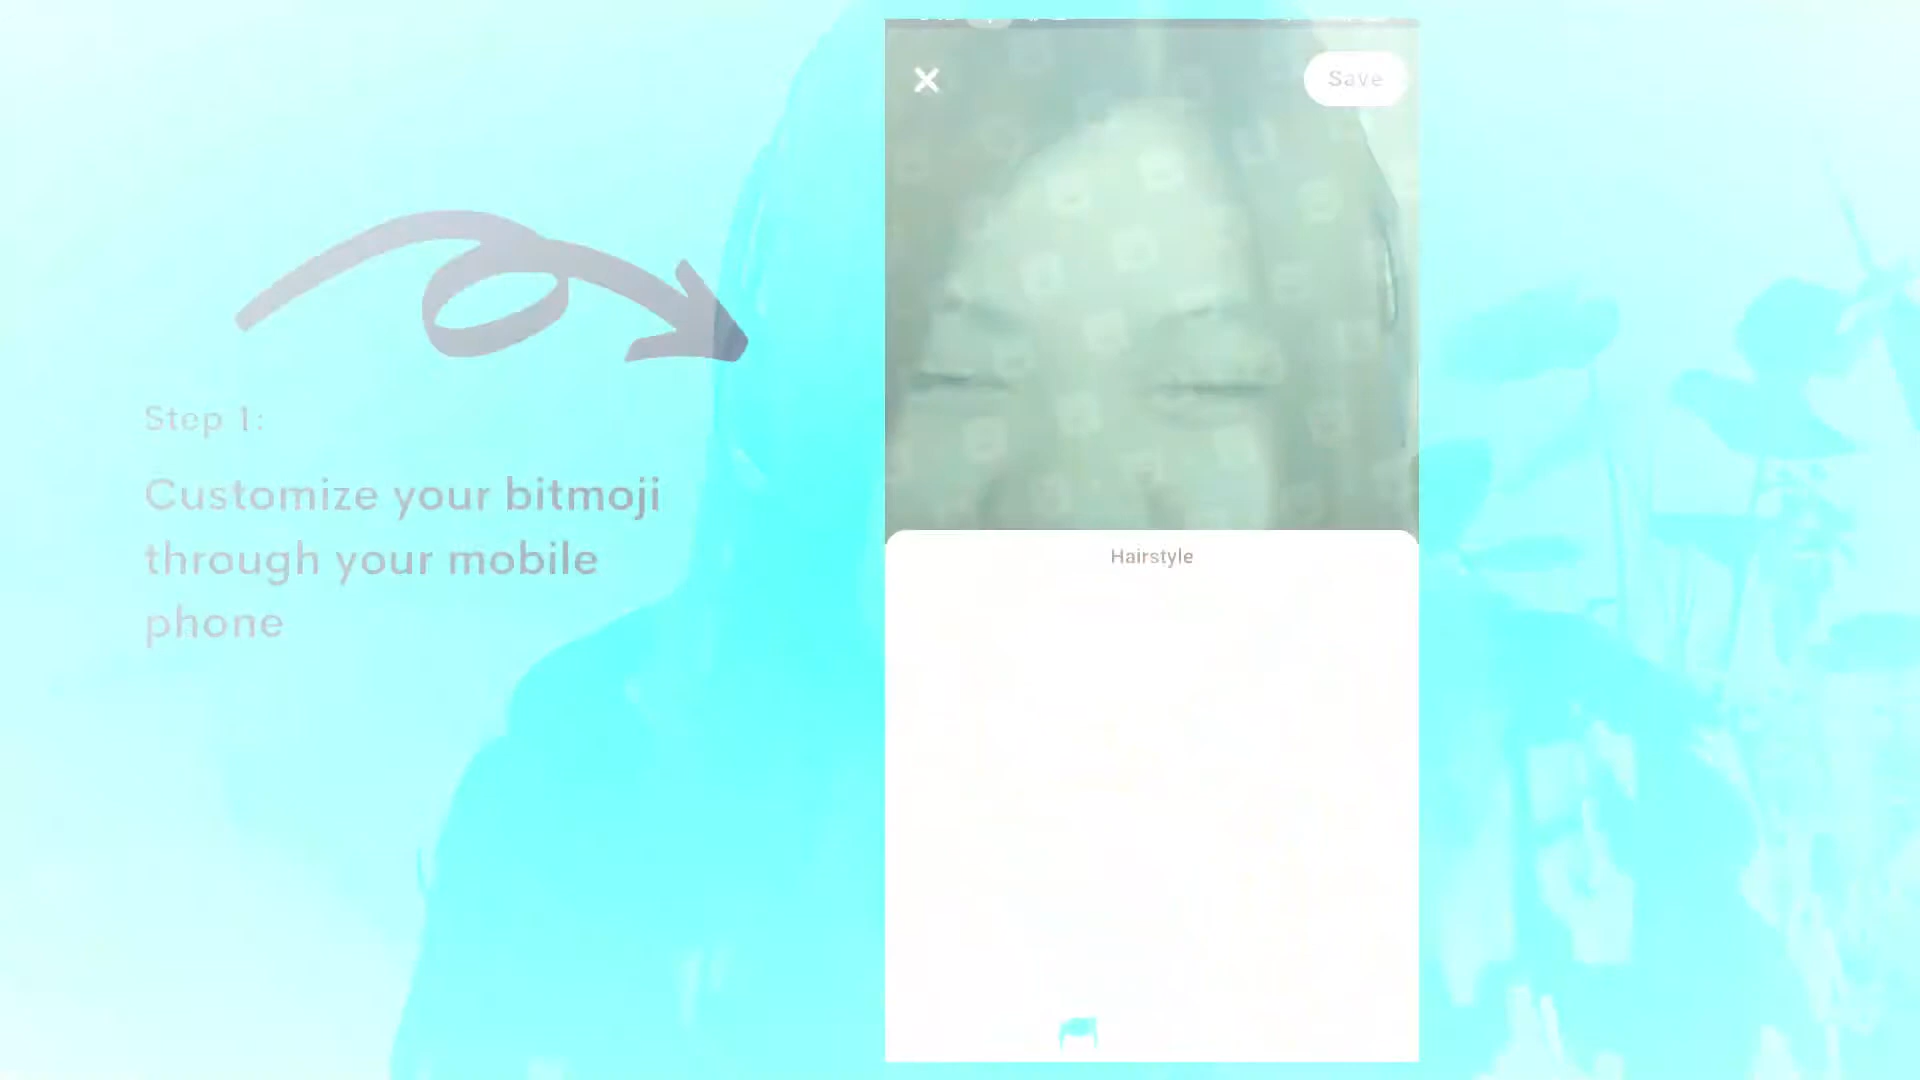 Save
Step 1:
Customize your bitmoji
through your mobile
phone
Hairstyle